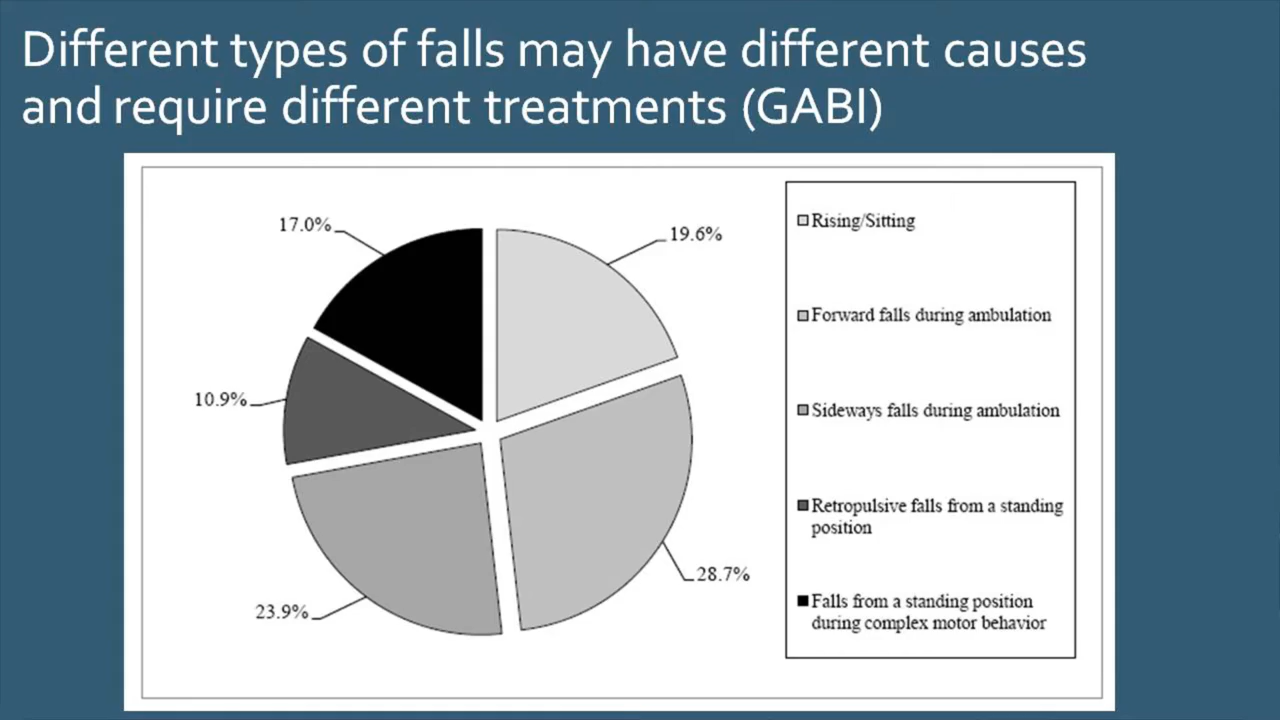 Different types of falls may have different causes
and require different treatments (GABI)
17.0%
19.6%
10.9%
28.7%
23.9%
Rising/Sitting
Forward falls during ambulation
Sideways falls during ambulation
Retropulsive falls from a standing
position
Falls from a standing position
during complex motor behavior